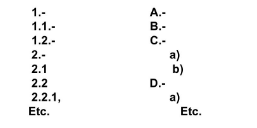 1.- A.-
1.1.- B.-
1.2.- C.-
2.- a)
2.1 b)
2.2 D.-
2.2.1, a)
Etc. Etc.